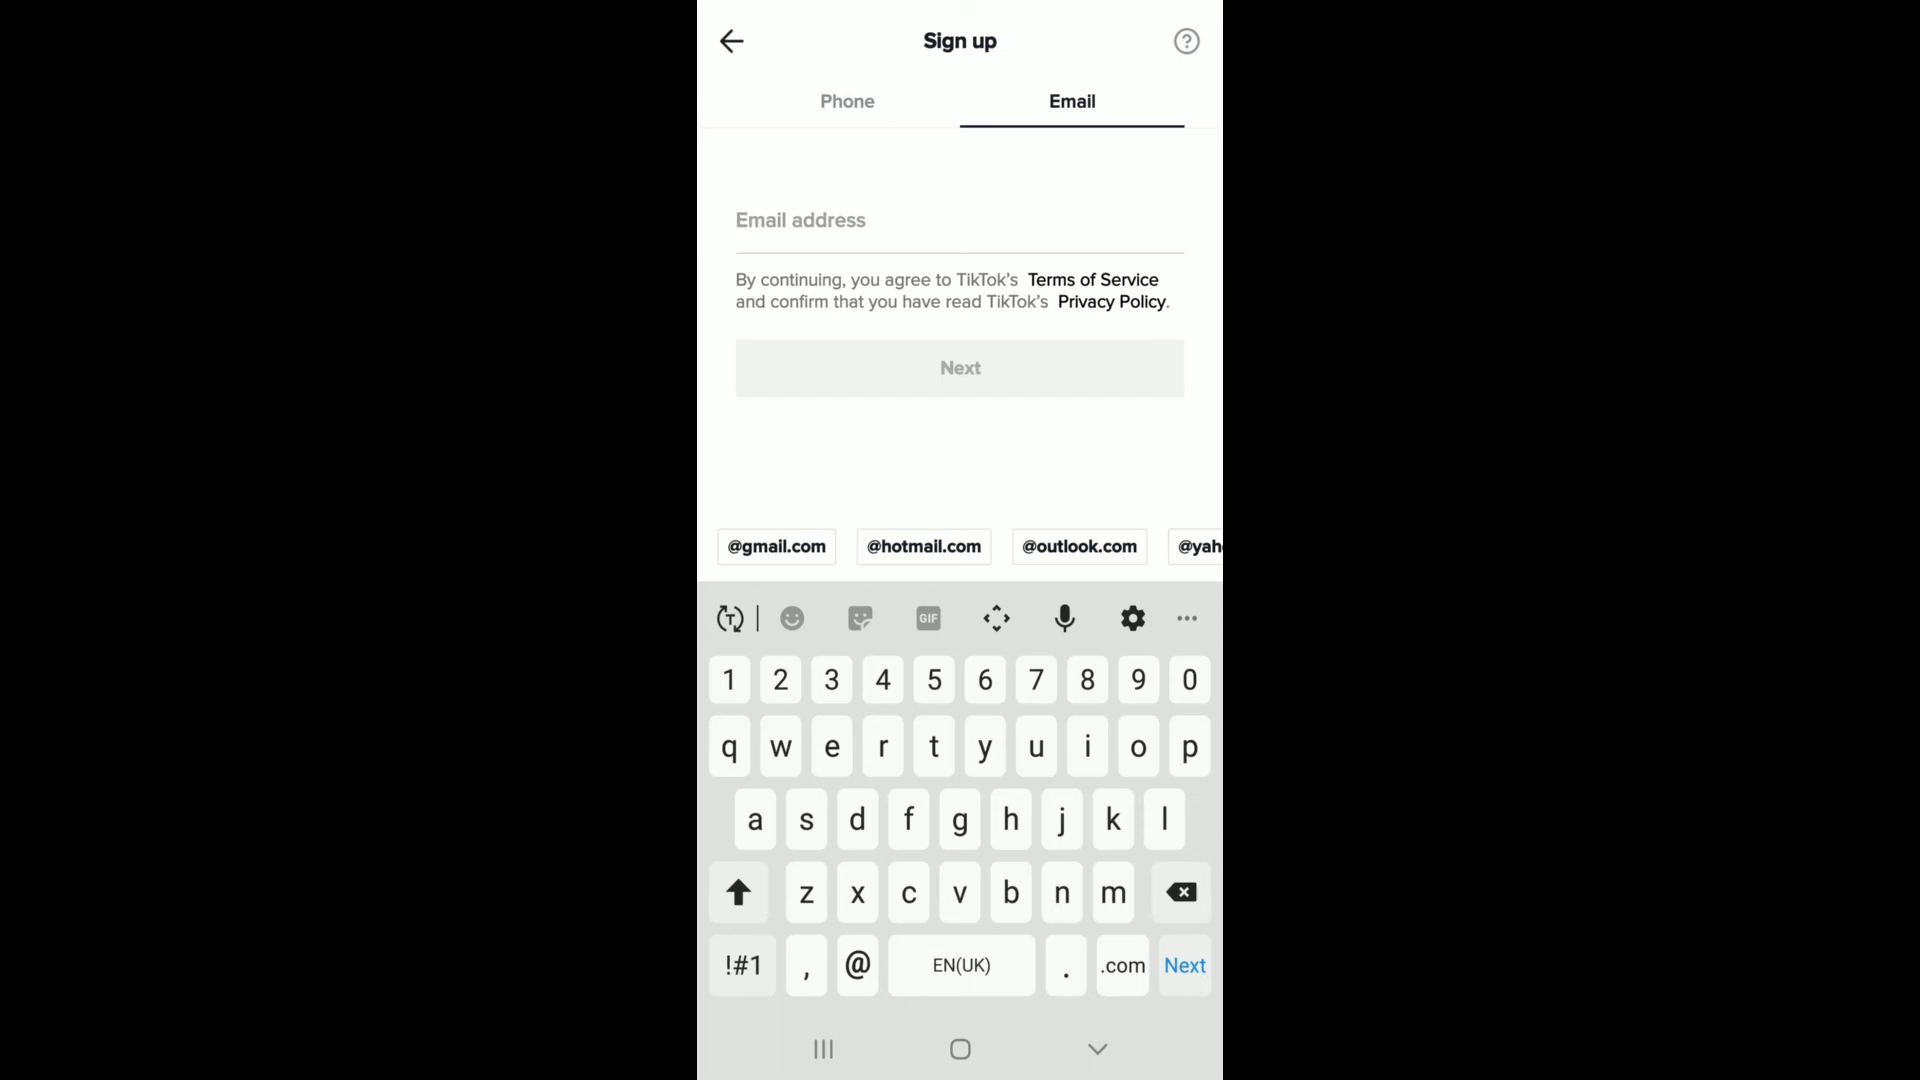 Sign up
Phone Email
Email address
By continuing, you agree to TikTok’s Terms of Service
and confirm that you have read TikTok’s Privacy Policy.
Next
@gmail.com @hotmail.com @outlook.com @yah
T GIF
1 2 3 4 5 6 7 8 9 0
q w e r t y u i o p
a s d f g h j k l
z x c v b n m
!#1 , @ EN(UK) . .com Next